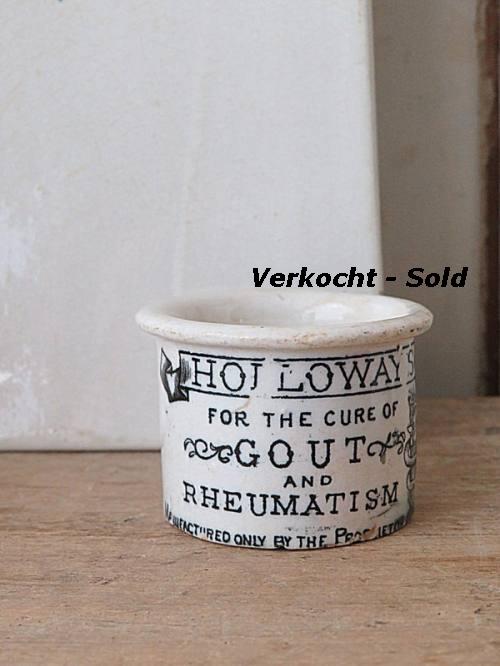 Verkocht - Sold
HOLLOWAY'S
FOR THE CURE OF
GOUT
AND
RHEUMATISM
MANUFACTURED ONLY BY THE